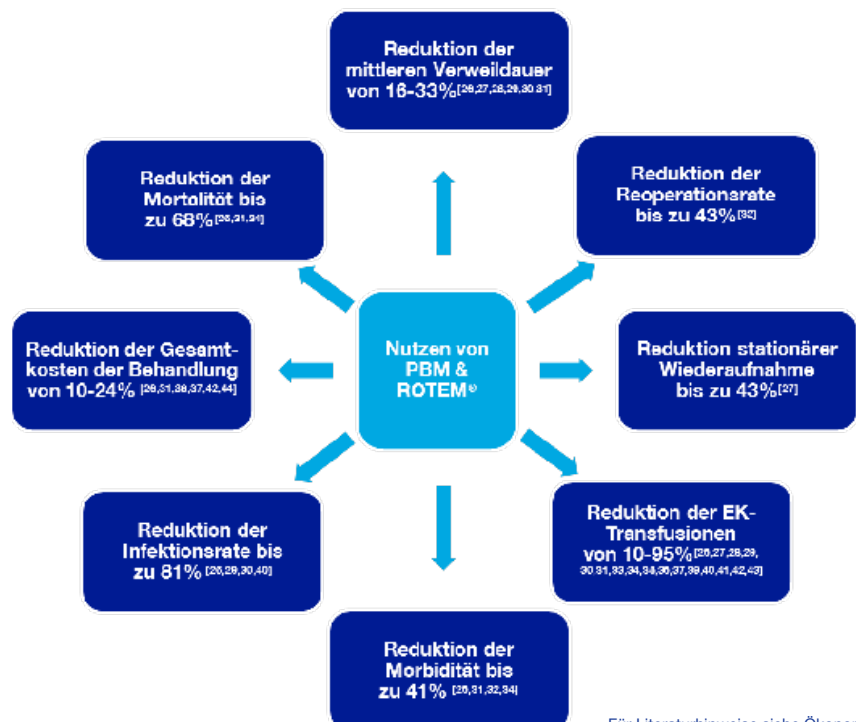 Reduktion der
mittleren Verweildauer
von 16-33%[26,27,28,29,30,31]
Reduktion der
Mortalität bis
zu 68%
Reduktion der
Reoperationsrate
bis zu 43%[32]
Reduktion der Gesamt-
kosten der Behandlung
von 10-24%
Nutzen von
PBM &
ROTEM®
Reduktion stationärer
Wiederaufnahme
bis zu 43%[27]
Reduktion der
Infektionsrate bis
zu 81%
Reduktion der EK-
Transfusionen
von 10-95%
Reduktion der
Morbidität bis
zu 41%